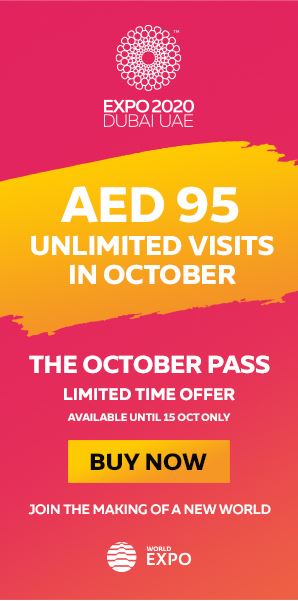 EXPO 2020™
DUBAI UAE
AED 95
UNLIMITED VISITS
IN OCTOBER
THE OCTOBER PASS
LIMITED TIME OFFER
AVAILABLE UNTIL 15 OCT ONLY
BUY NOW
JOIN THE MAKING OF A NEW WORLD
WORLD
EXPO